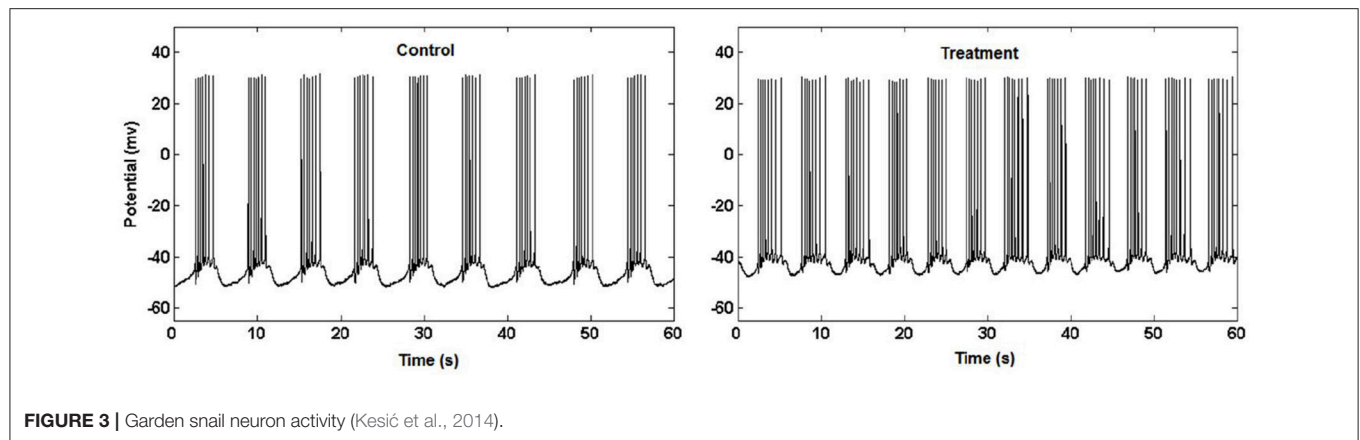 Control
Treatment
40
20
0
-20
-40
-60
Potential (mv)
0 10 20 30 40 50 60
Time (s)
40
20
0
-20
-40
-60
0 10 20 30 40 50 60
Time (s)
FIGURE 3 | Garden snail neuron activity (Kesić et al., 2014).